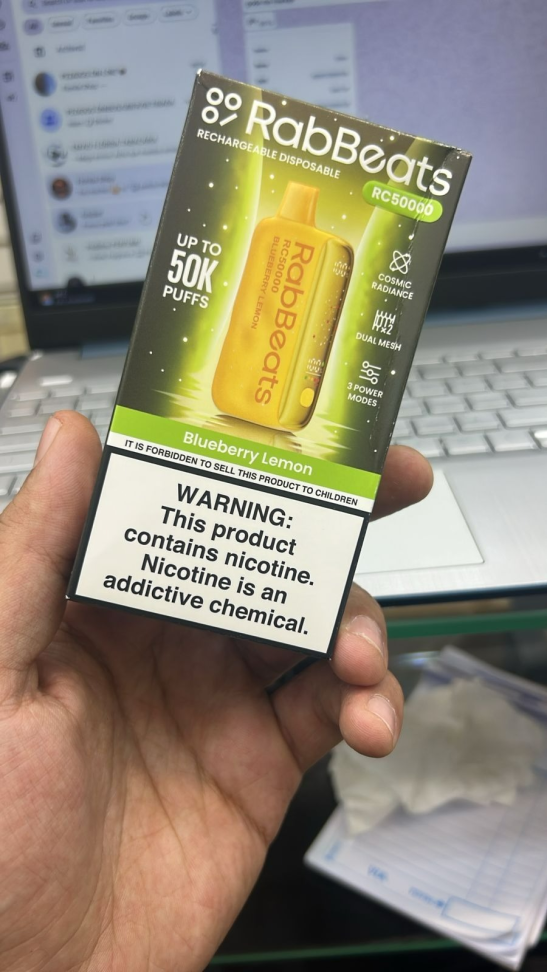 RabBeats
RECHARGEABLE DISPOSABLE
RC50000
UP TO
50K
PUFFS
RabBeats
RC50000
BLUEBERRY LEMON
COSMIC
RADIANCE
x2
DUAL MESH
3 POWER
MODES
Blueberry Lemon
IT IS FORBIDDEN TO SELL THIS PRODUCT TO CHILDREN
WARNING:
This product
contains nicotine.
Nicotine is an
addictive chemical.